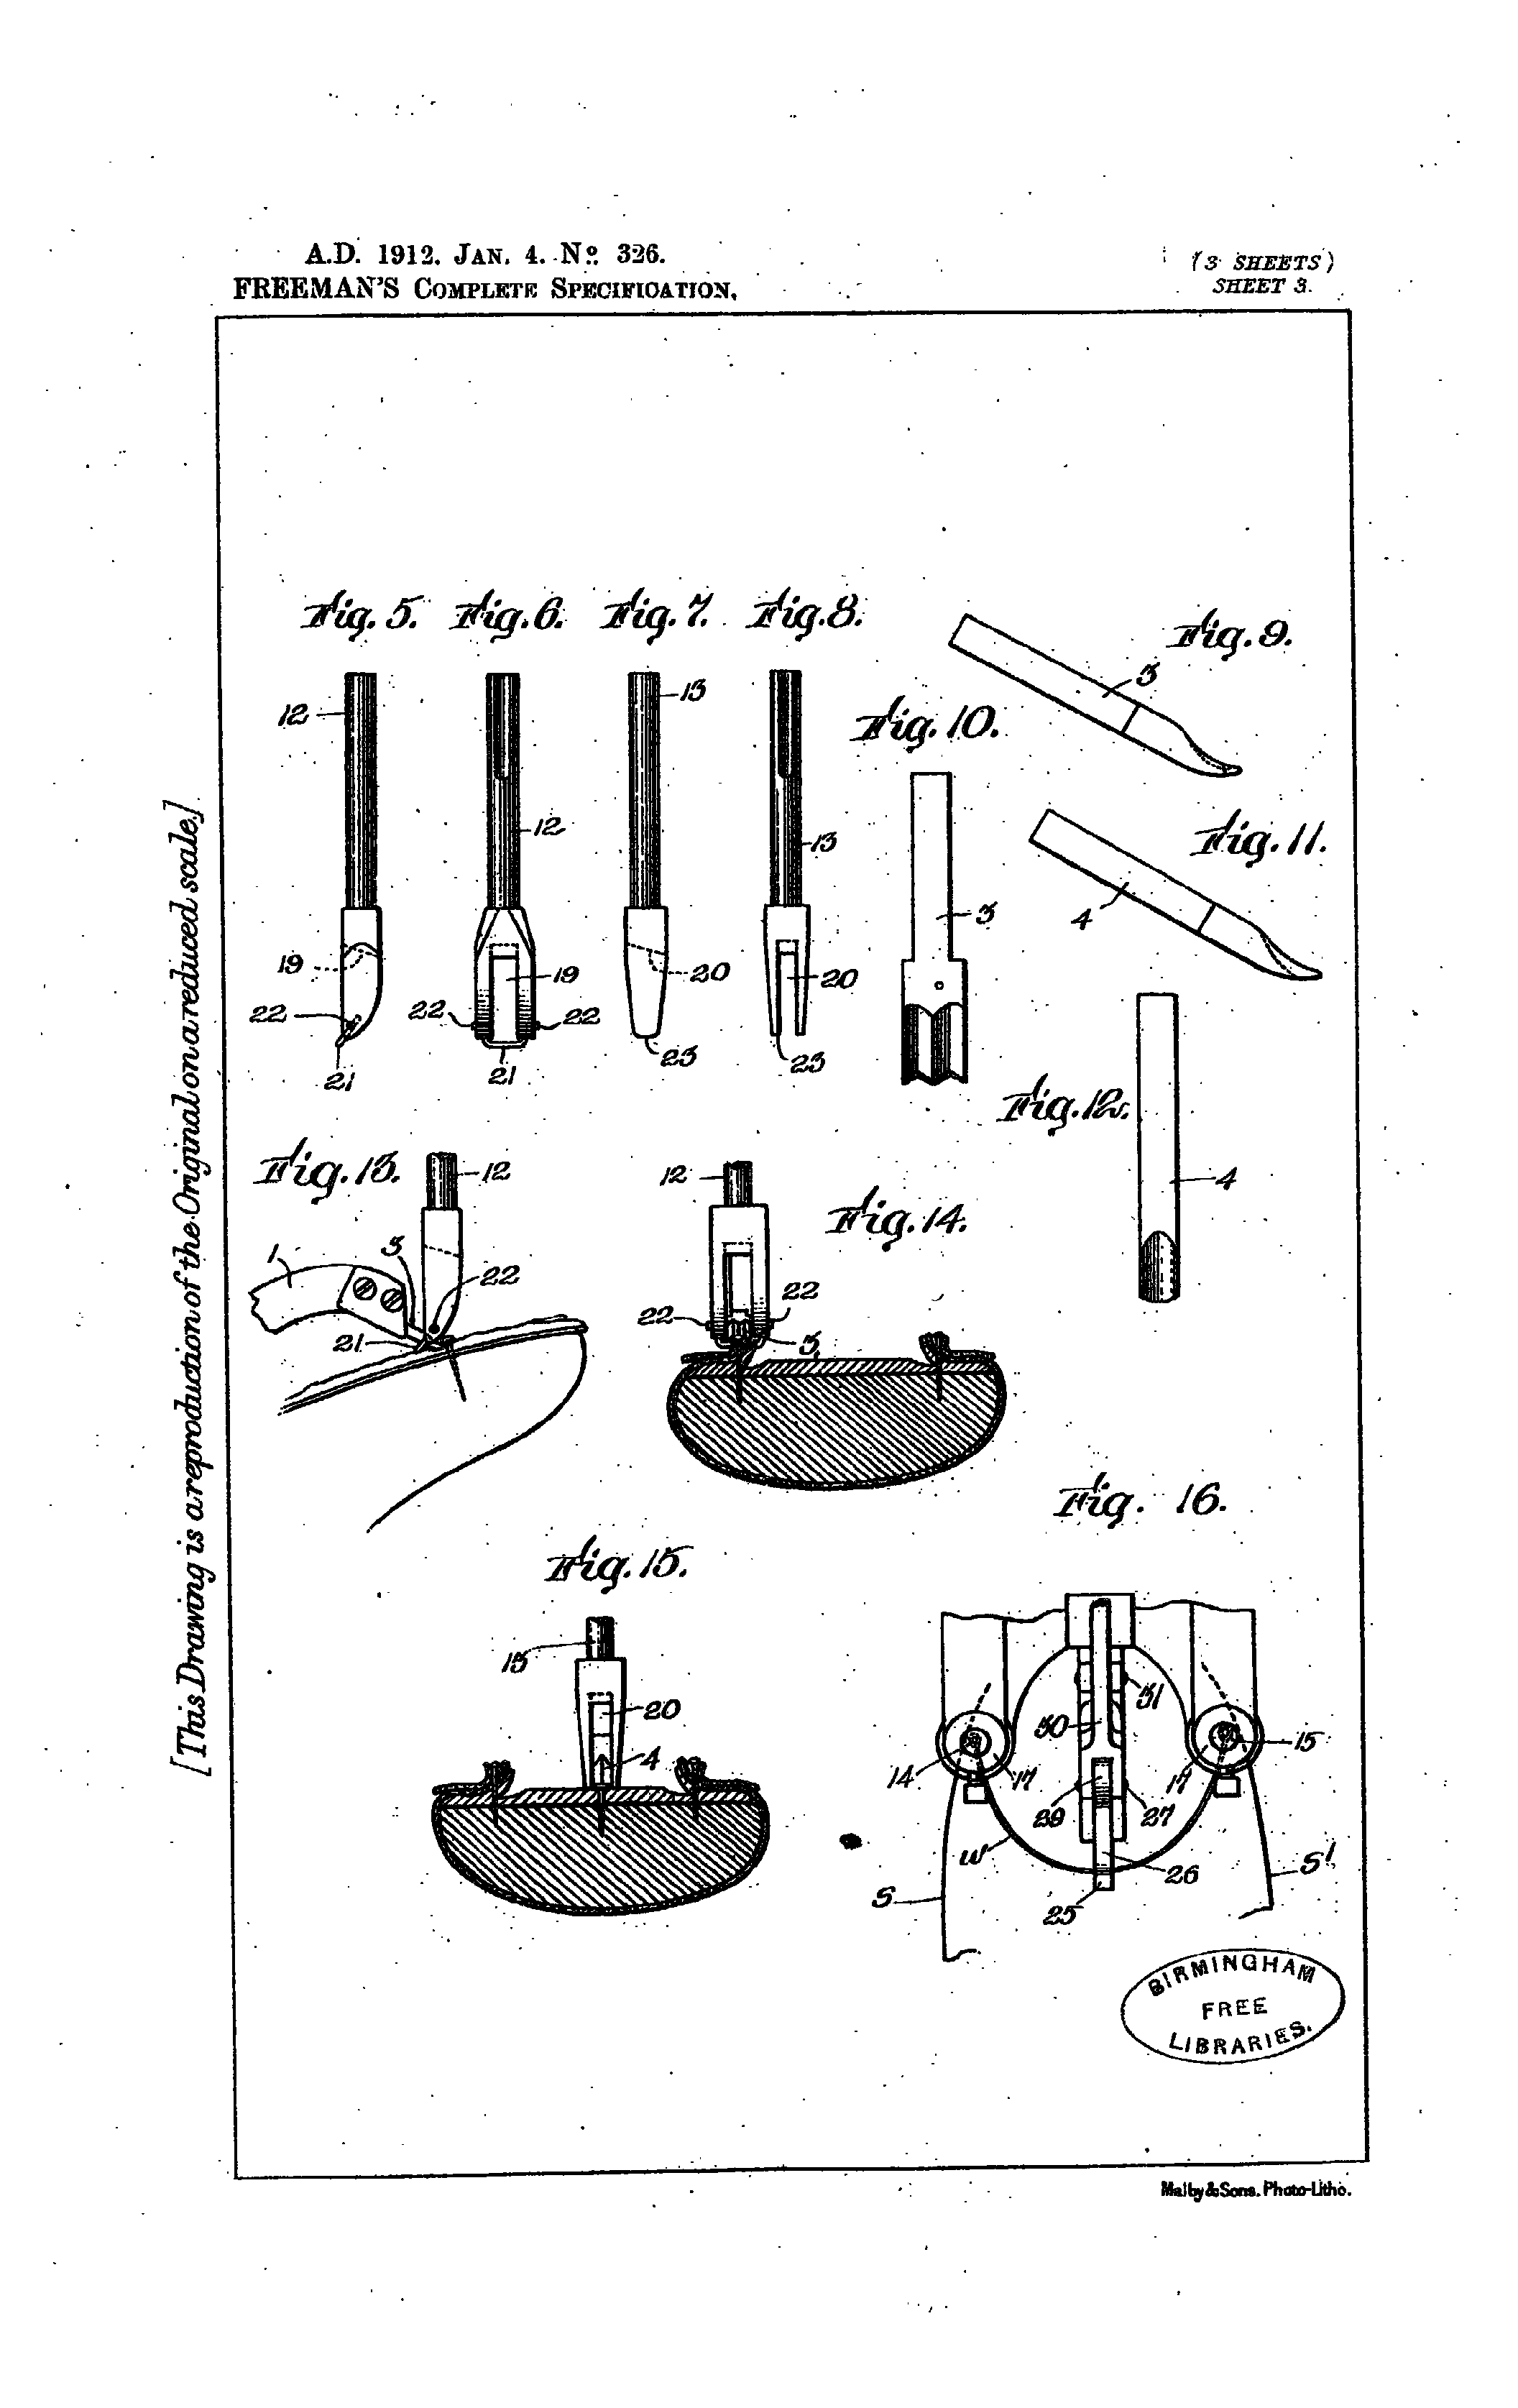 A.D. 1912. JAN. 4. No. 326.
FREEMAN'S COMPLETE SPECIFICATION.
(3 SHEETS)
SHEET 3.
[This Drawing is a reproduction of the Original on a reduced scale.]
Fig. 5. Fig. 6. Fig. 7. Fig. 8.
Fig. 9.
3
13
12
Fig. 10.
12
13
Fig. 11.
4
3
19 19 20 20
22 22 22
23 23
21 21
Fig. 12.
4
Fig. 13.
12
12
Fig. 14.
1 3 22
22 22
21 3
Fig. 16.
Fig. 15.
13
20
4
31
30
15
14 17 17
29 27
w
26
S
S'
25
BIRMINGHAM
FREE
LIBRARIES.
Malby & Sons. Photo-Litho.